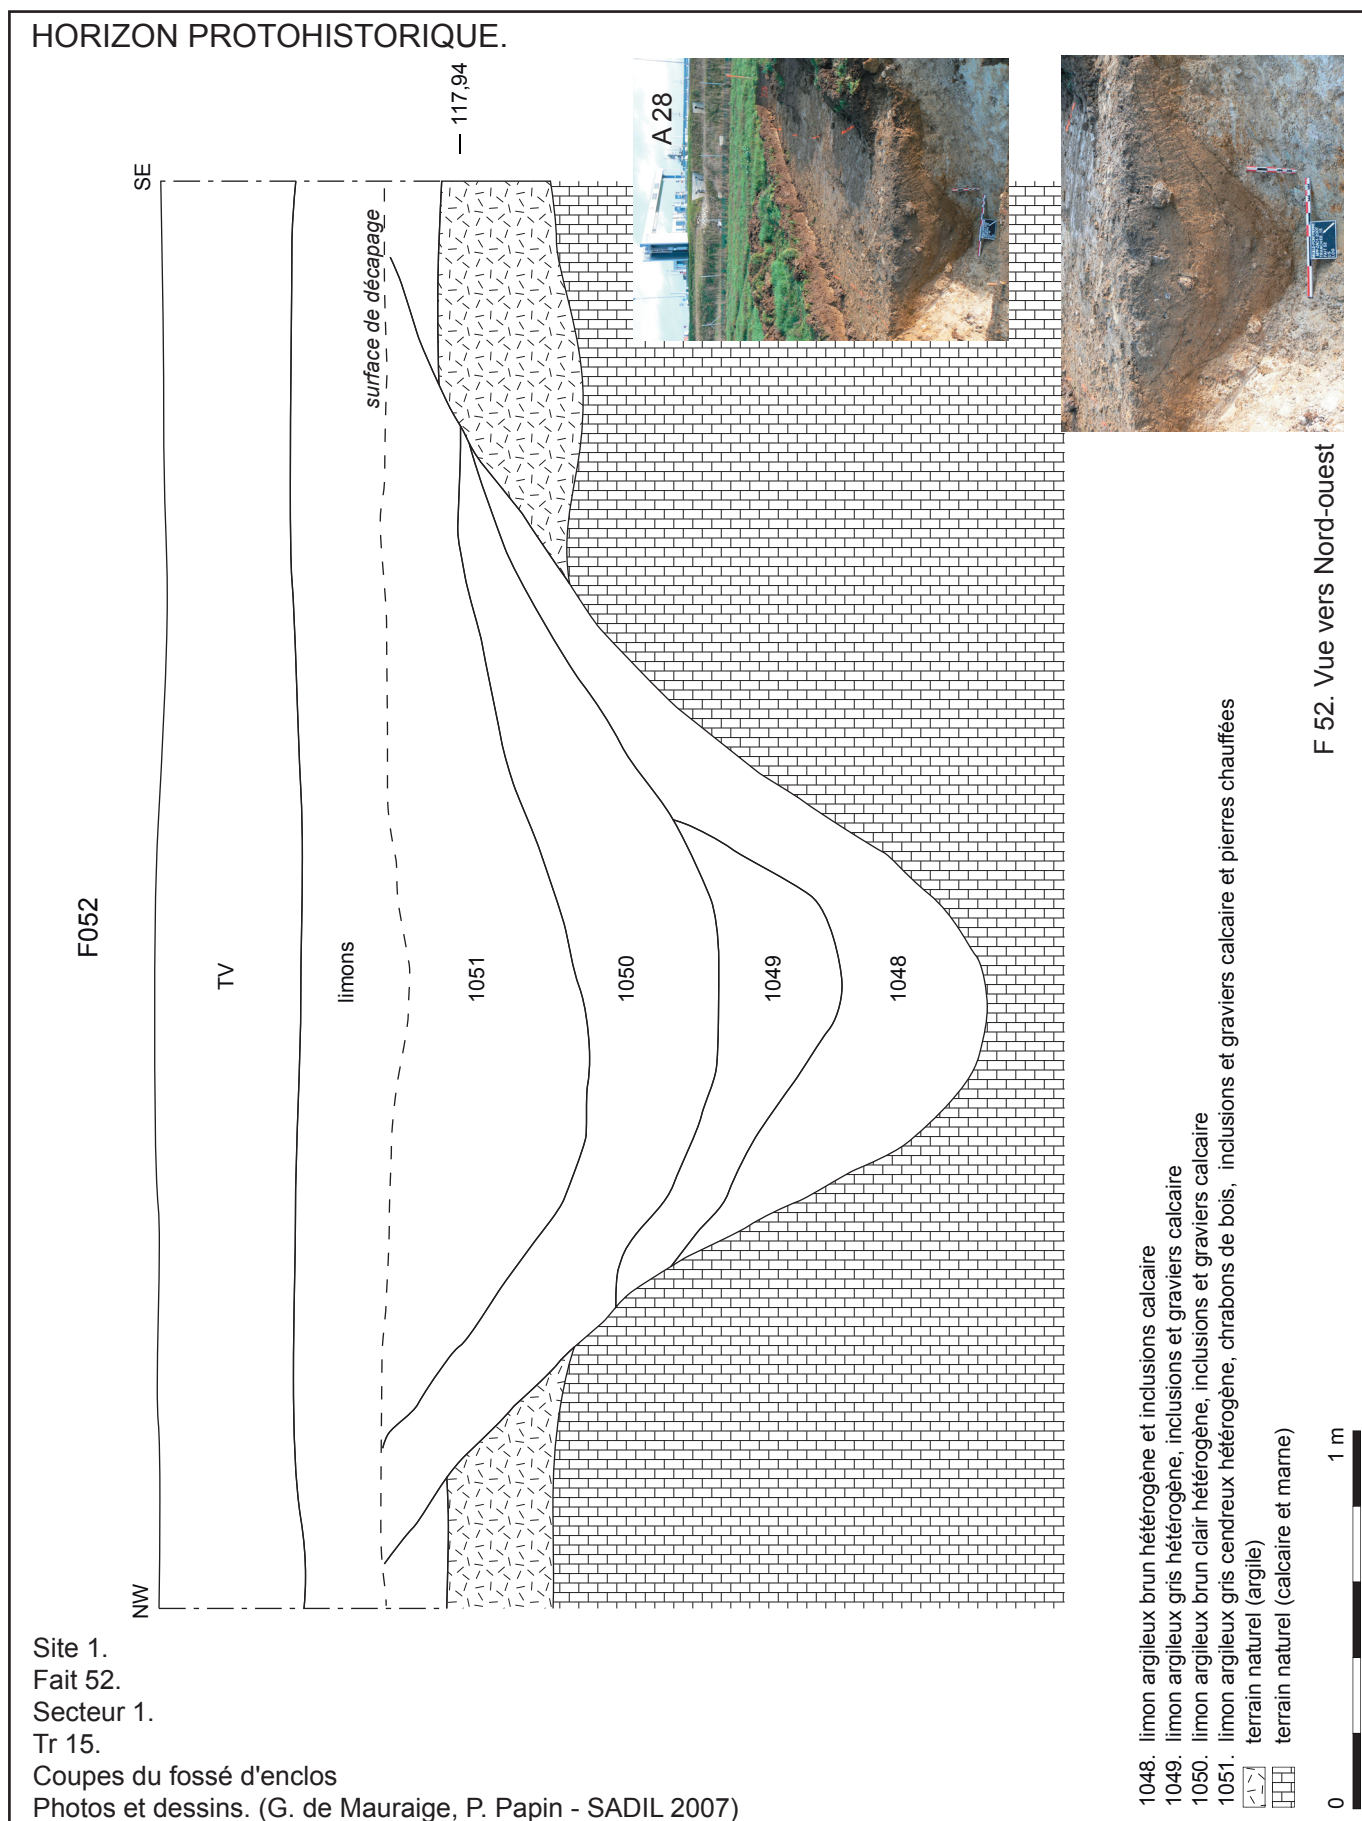 HORIZON PROTOHISTORIQUE.
F052
NW
SE
117,94
TV
limons
surface de décapage
1051
1050
1049
1048
A 28
F 52. Vue vers Nord-ouest
1048. limon argileux brun hétérogène et inclusions calcaire
1049. limon argileux gris hétérogène, inclusions et graviers calcaire
1050. limon argileux brun clair hétérogène, inclusions et graviers calcaire
1051. limon argileux gris cendreux hétérogène, chrabons de bois, inclusions et graviers calcaire et pierres chauffées
terrain naturel (argile)
terrain naturel (calcaire et marne)
0 1 m
Site 1.
Fait 52.
Secteur 1.
Tr 15.
Coupes du fossé d'enclos
Photos et dessins. (G. de Mauraige, P. Papin - SADIL 2007)